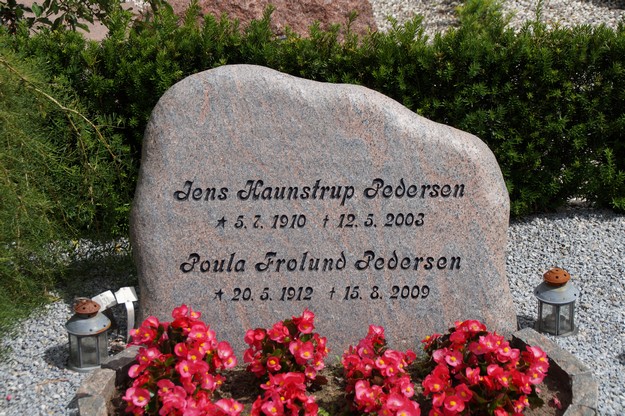 Jens Haunstrup Pedersen
* 5. 7. 1910 † 12. 5. 2003
Poula Frolund Pedersen
* 20. 5. 1912 † 15. 8. 2009